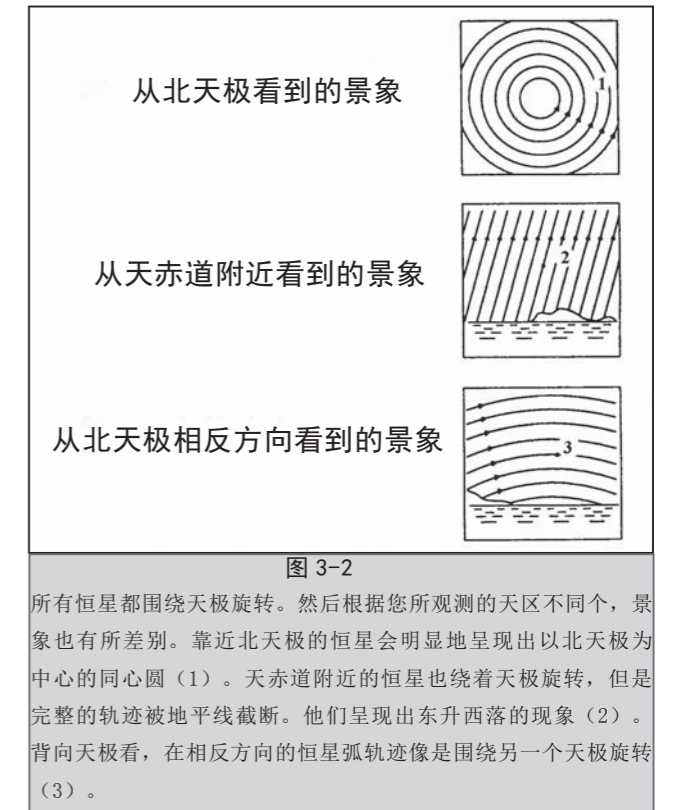 从北天极看到的景象
1
从天赤道附近看到的景象
2
从北天极相反方向看到的景象
3
图 3-2
所有恒星都围绕天极旋转。然后根据您所观测的天区不同个，景
象也有所差别。靠近北天极的恒星会明显地呈现出以北天极为
中心的同心圆（1）。天赤道附近的恒星也绕着天极旋转，但是
完整的轨迹被地平线截断。他们呈现出东升西落的现象（2）。
背向天极看，在相反方向的恒星弧轨迹像是围绕另一个天极旋转
（3）。